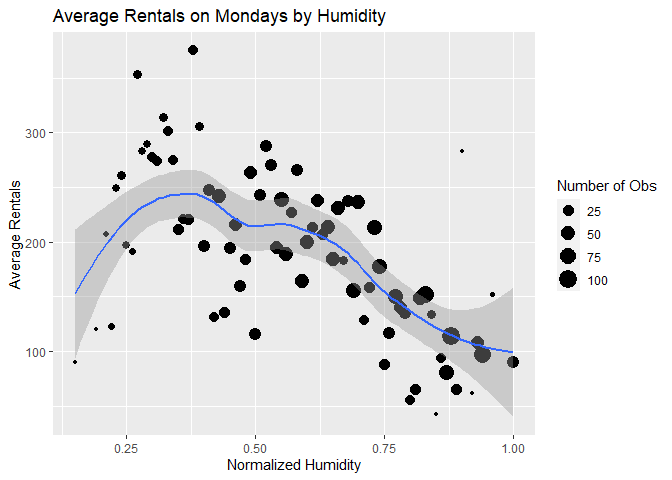 Average Rentals on Mondays by Humidity
300
200
100
Average Rentals
0.25
0.50
0.75
1.00
Normalized Humidity
Number of Obs
25
50
75
100